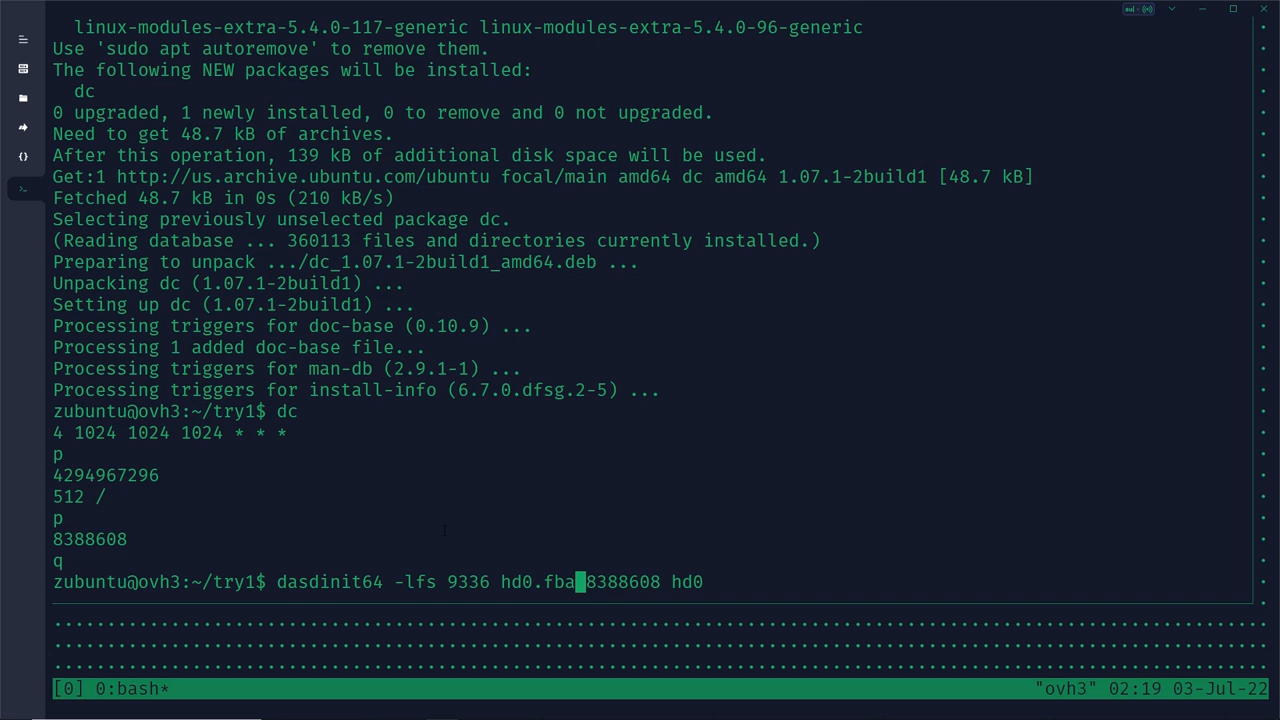 linux-modules-extra-5.4.0-117-generic linux-modules-extra-5.4.0-96-generic
Use 'sudo apt autoremove' to remove them.
The following NEW packages will be installed:
dc
0 upgraded, 1 newly installed, 0 to remove and 0 not upgraded.
Need to get 48.7 kB of archives.
After this operation, 139 kB of additional disk space will be used.
Get:1 http://us.archive.ubuntu.com/ubuntu focal/main amd64 dc amd64 1.07.1-2build1 [48.7 kB]
Fetched 48.7 kB in 0s (210 kB/s)
Selecting previously unselected package dc.
(Reading database ... 360113 files and directories currently installed.)
Preparing to unpack .../dc_1.07.1-2build1_amd64.deb ...
Unpacking dc (1.07.1-2build1) ...
Setting up dc (1.07.1-2build1) ...
Processing triggers for doc-base (0.10.9) ...
Processing 1 added doc-base file...
Processing triggers for man-db (2.9.1-1) ...
Processing triggers for install-info (6.7.0.dfsg.2-5) ...
zubuntu@ovh3:~/try1$ dc
4 1024 1024 1024 * * *
p
4294967296
512 /
p
8388608
q
zubuntu@ovh3:~/try1$ dasdinit64 -lfs 9336 hd0.fba 8388608 hd0
[0] 0:bash* "ovh3" 02:19 03-Jul-22